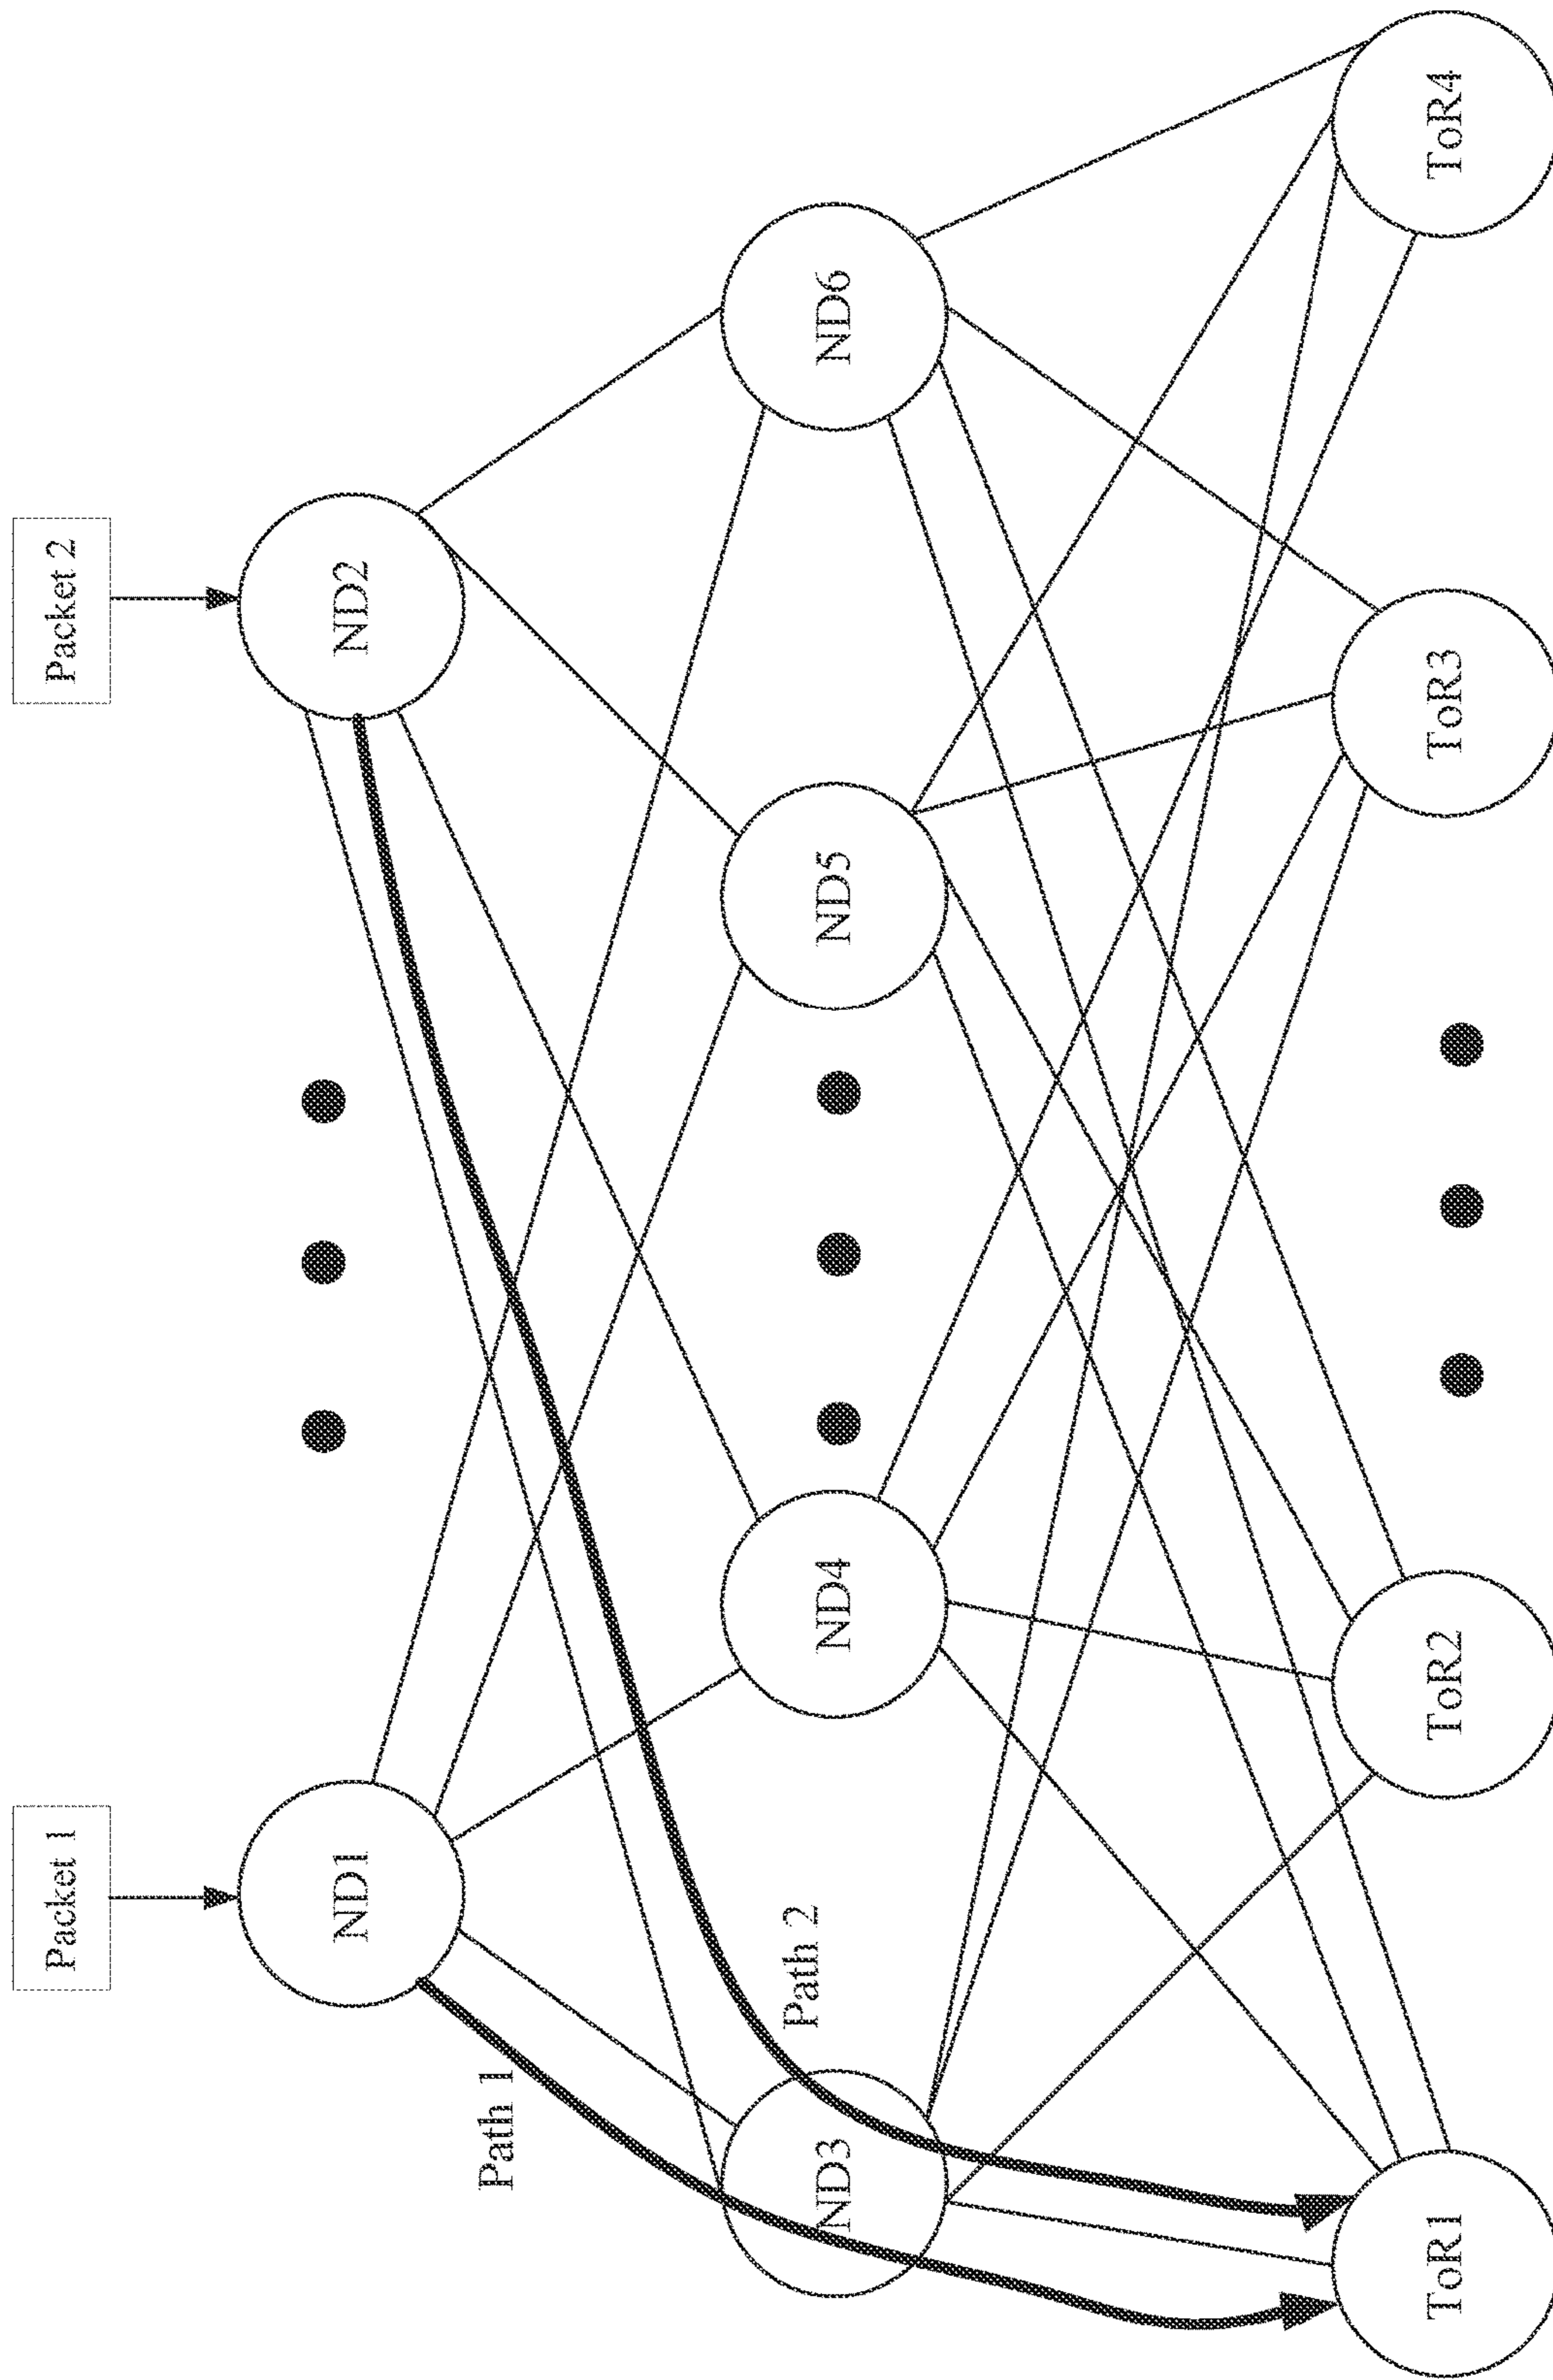 Packet 1
Packet 2
ND1
ND2
Path 1
Path 2
ND3
ND4
ND5
ND6
ToR1
ToR2
ToR3
ToR4